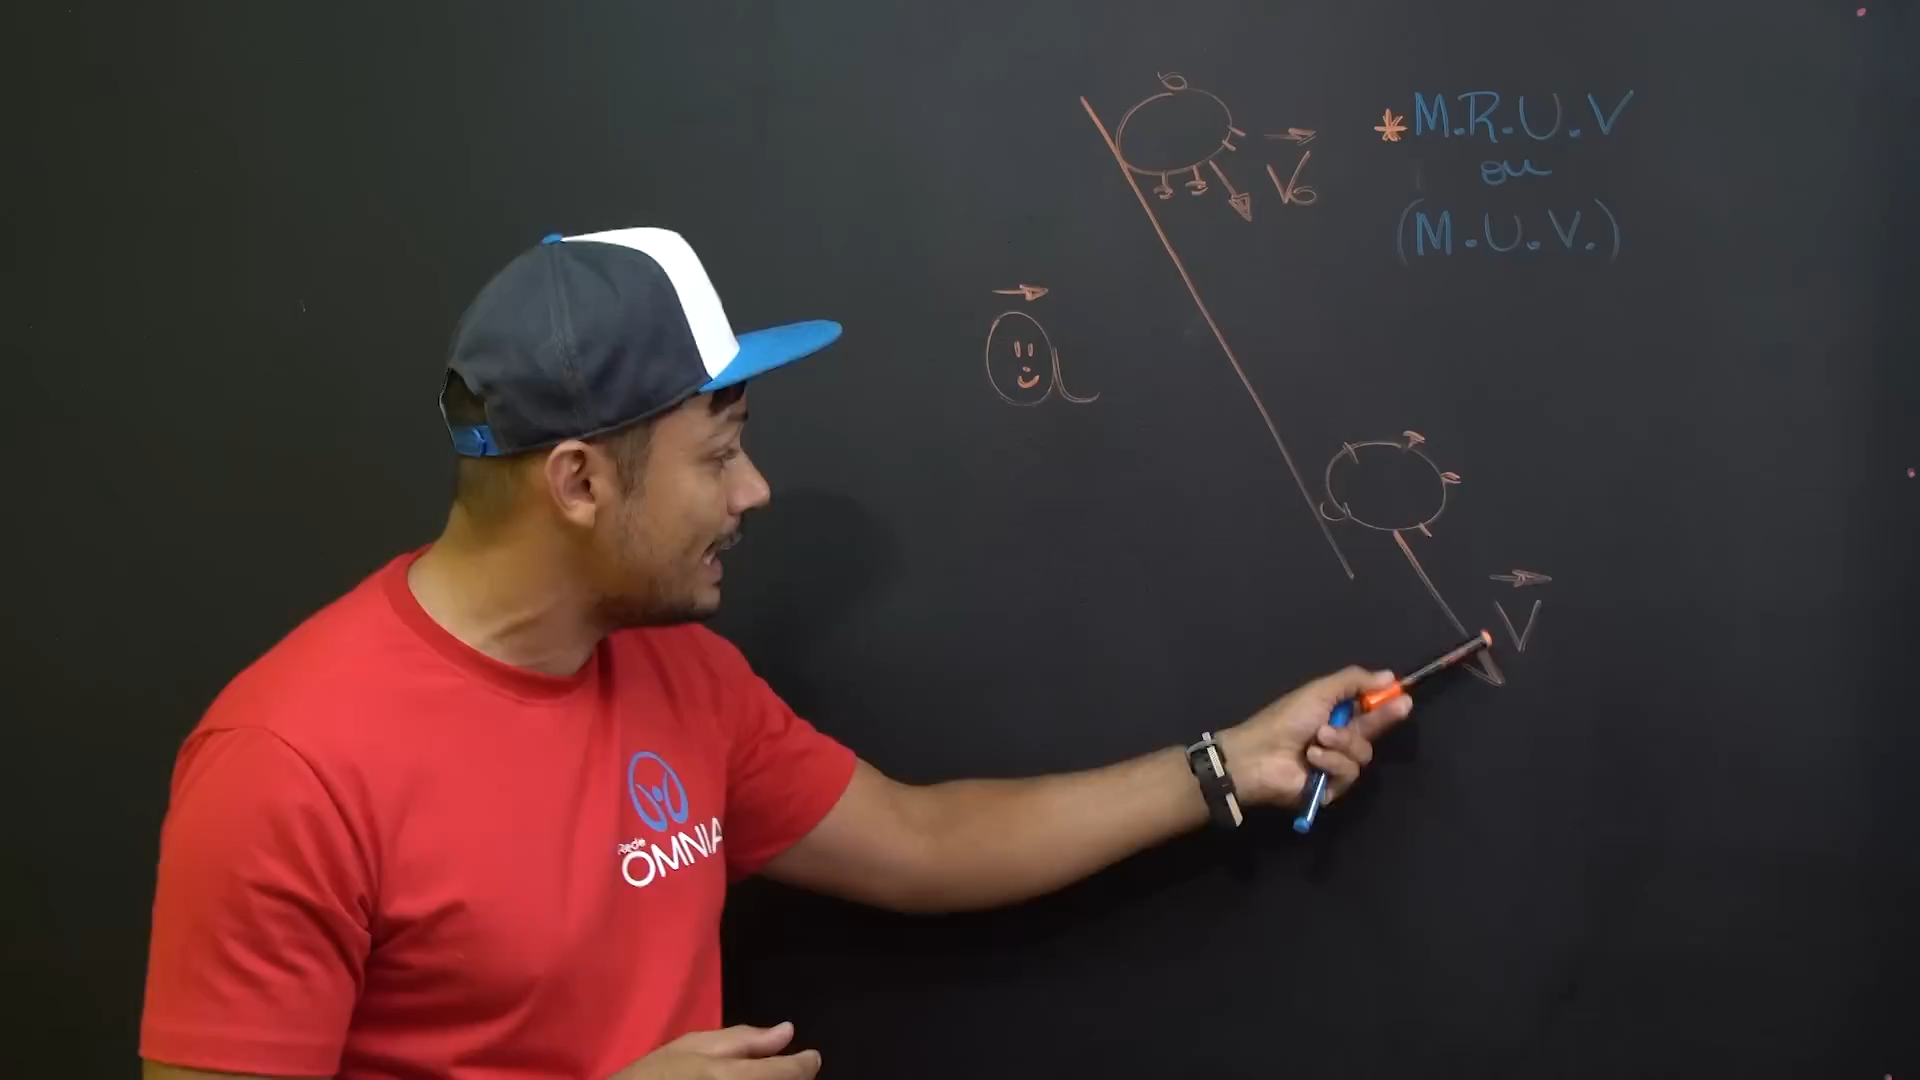 * M.R.U.V
ou
(M.U.V.)
V₀
a
V
Rede
OMNIA